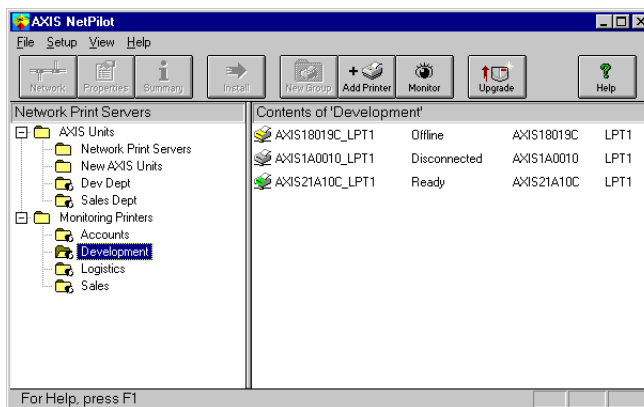 AXIS NetPilot
File Setup View Help
Network Properties Summary Install New Group Add Printer Monitor Upgrade Help
Network Print Servers
AXIS Units
Network Print Servers
New AXIS Units
Dev Dept
Sales Dept
Monitoring Printers
Accounts
Development
Logistics
Sales
Contents of 'Development'
AXIS18019C_LPT1 Offline AXIS18019C LPT1
AXIS1A0010_LPT1 Disconnected AXIS1A0010 LPT1
AXIS21A10C_LPT1 Ready AXIS21A10C LPT1
For Help, press F1